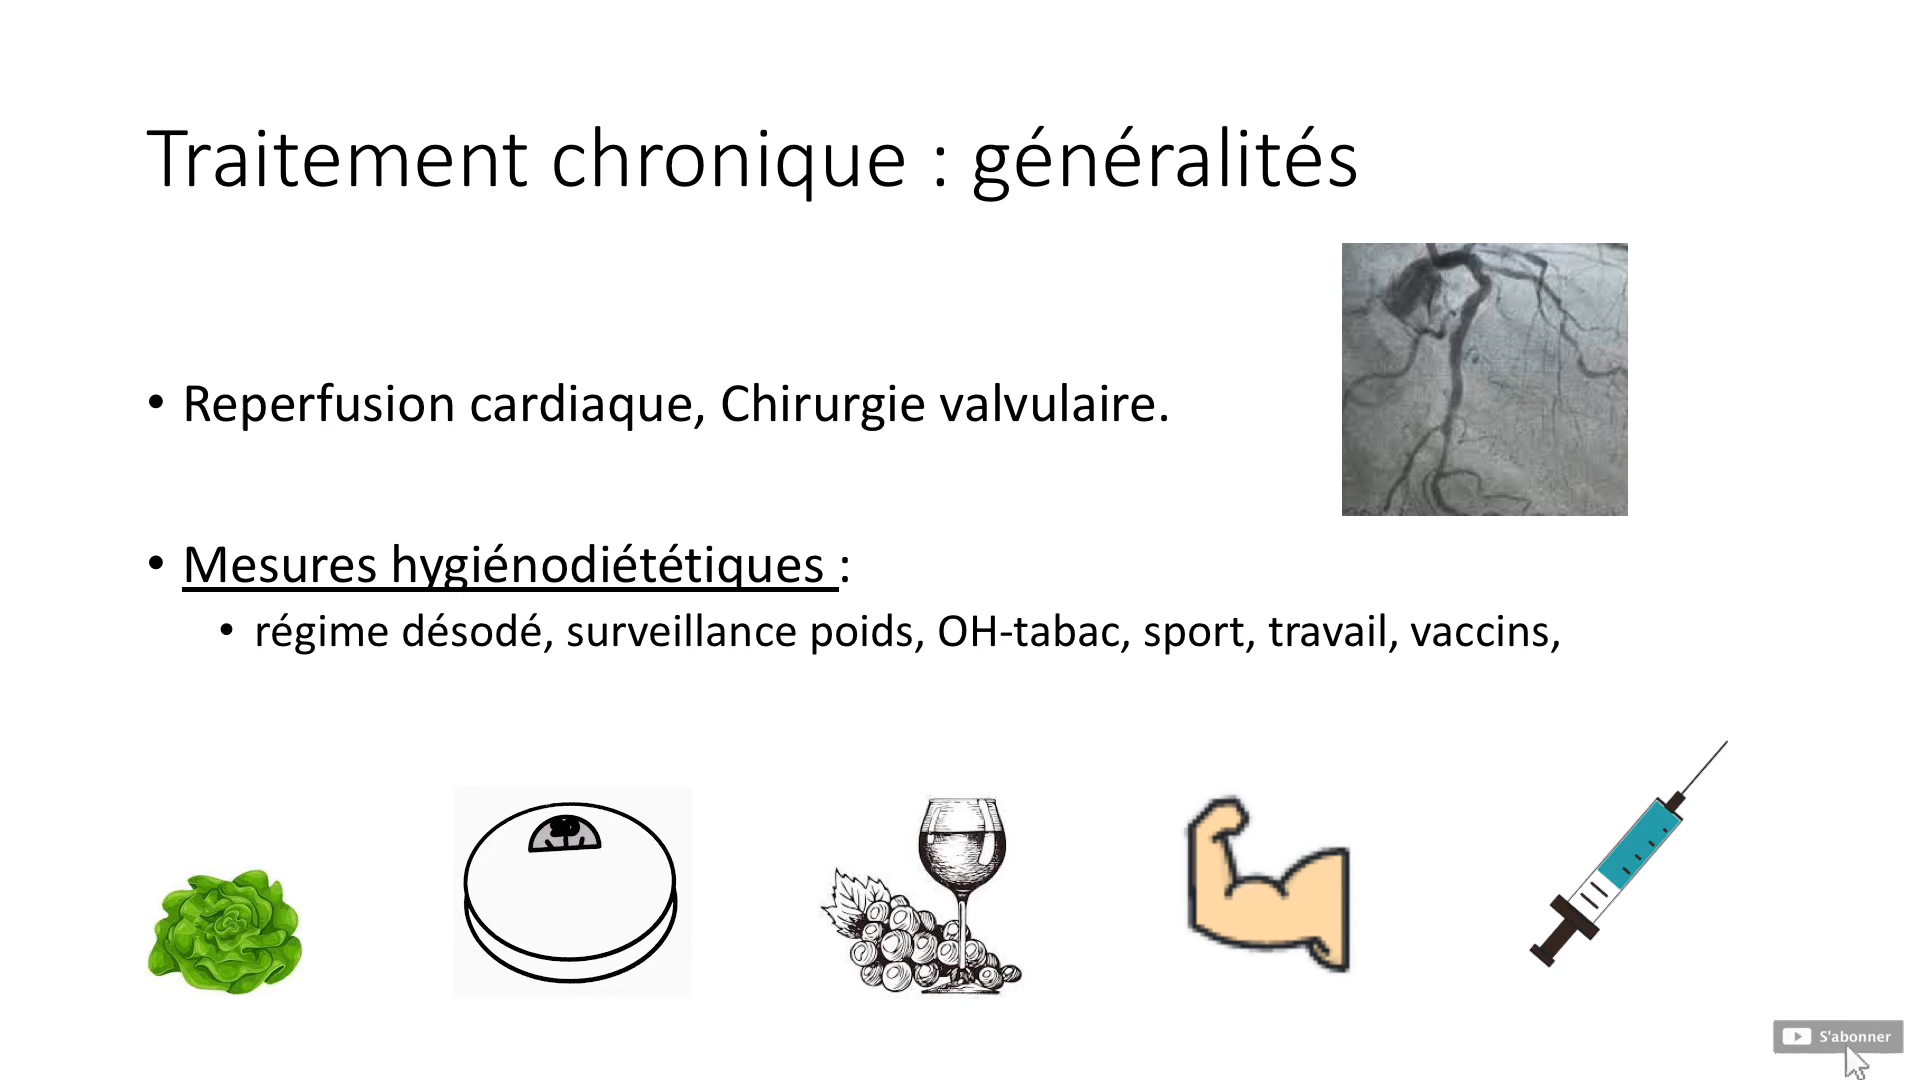 Traitement chronique : généralités
• Reperfusion cardiaque, Chirurgie valvulaire.
• Mesures hygiénodiététiques :
• régime désodé, surveillance poids, OH-tabac, sport, travail, vaccins,
S'abonner